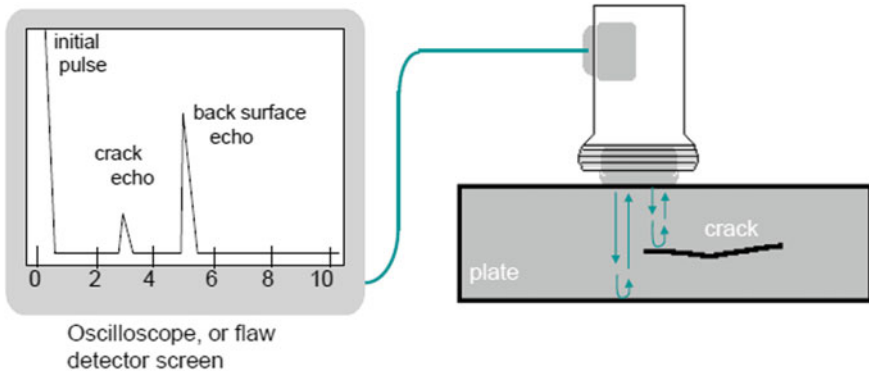 initial
pulse
crack
echo
back surface
echo
0 2 4 6 8 10
Oscilloscope, or flaw
detector screen
crack
plate